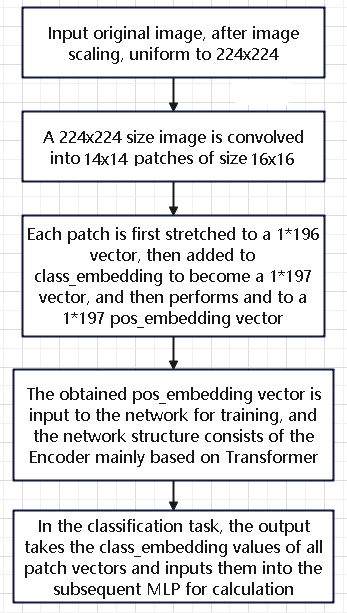 Input original image, after image
scaling, uniform to 224x224
A 224x224 size image is convolved
into 14x14 patches of size 16x16
Each patch is first stretched to a 1*196
vector, then added to
class_embedding to become a 1*197
vector, and then performs and to a
1*197 pos_embedding vector
The obtained pos_embedding vector is
input to the network for training, and
the network structure consists of the
Encoder mainly based on Transformer
In the classification task, the output
takes the class_embedding values of all
patch vectors and inputs them into the
subsequent MLP for calculation